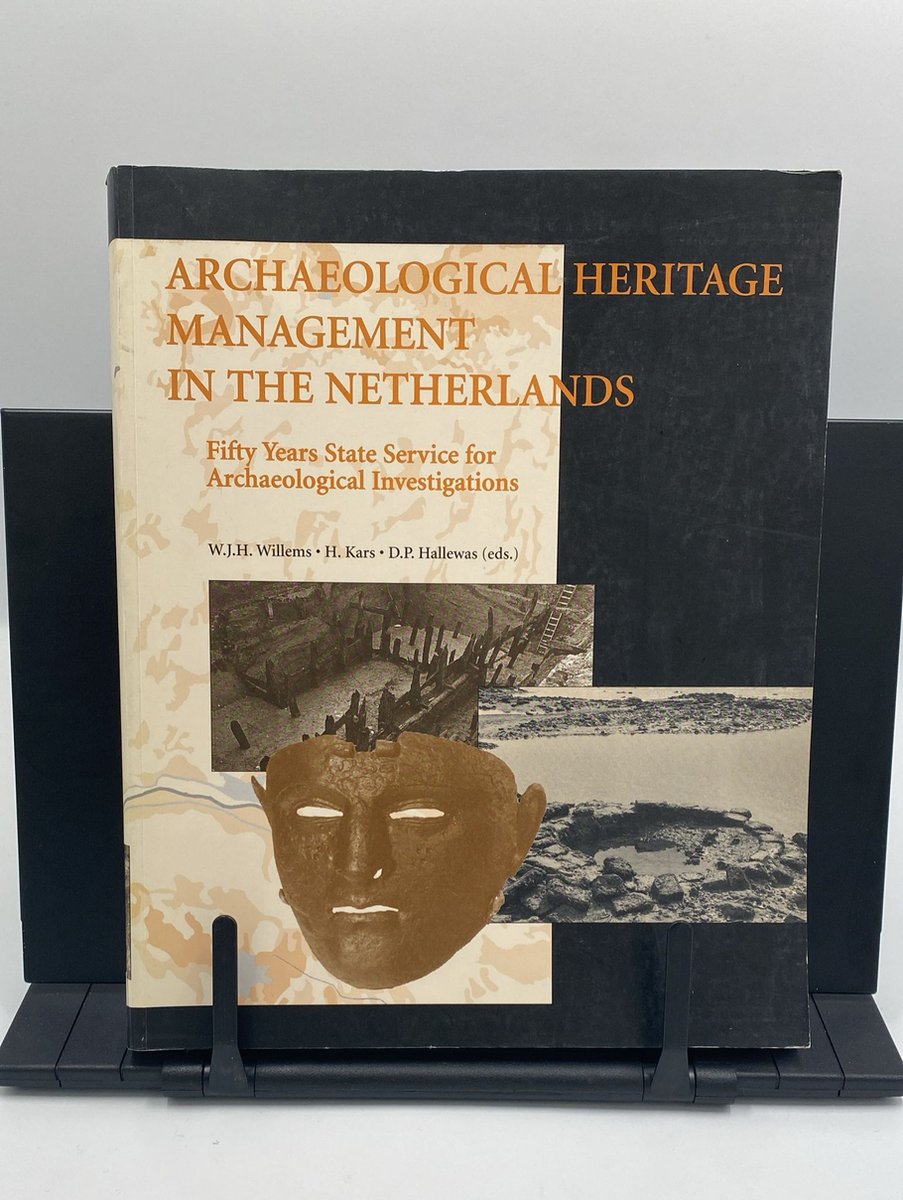 ARCHAEOLOGICAL HERITAGE
MANAGEMENT
IN THE NETHERLANDS
Fifty Years State Service for
Archaeological Investigations
W.J.H. Willems • H. Kars • D.P. Hallewas (eds.)